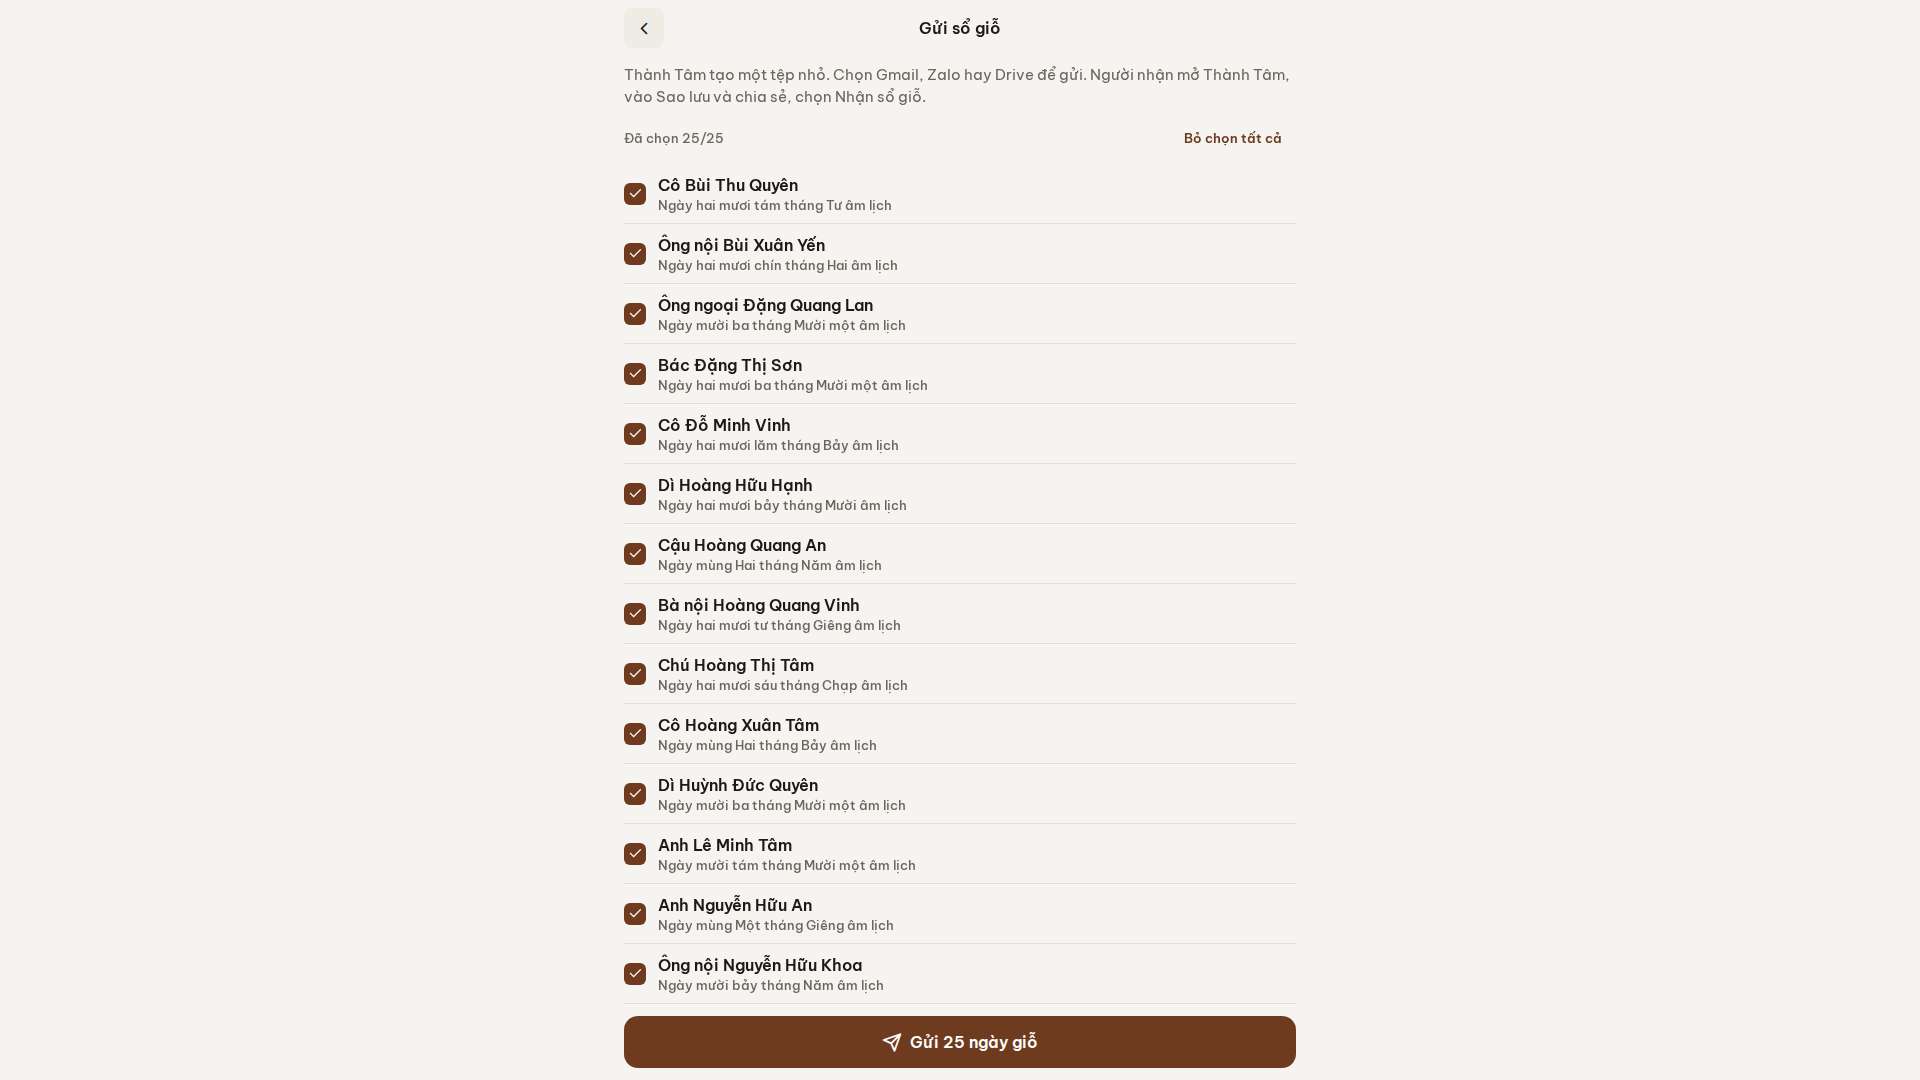 Gửi sổ giỗ
Thành Tâm tạo một tệp nhỏ. Chọn Gmail, Zalo hay Drive để gửi. Người nhận mở Thành Tâm,
vào Sao lưu và chia sẻ, chọn Nhận sổ giỗ.
Đã chọn 25/25
Bỏ chọn tất cả
Cô Bùi Thu Quyên
Ngày hai mươi tám tháng Tư âm lịch
Ông nội Bùi Xuân Yến
Ngày hai mươi chín tháng Hai âm lịch
Ông ngoại Đặng Quang Lan
Ngày mười ba tháng Mười một âm lịch
Bác Đặng Thị Sơn
Ngày hai mươi ba tháng Mười một âm lịch
Cô Đỗ Minh Vinh
Ngày hai mươi lăm tháng Bảy âm lịch
Dì Hoàng Hữu Hạnh
Ngày hai mươi bảy tháng Mười âm lịch
Cậu Hoàng Quang An
Ngày mùng Hai tháng Năm âm lịch
Bà nội Hoàng Quang Vinh
Ngày hai mươi tư tháng Giêng âm lịch
Chú Hoàng Thị Tâm
Ngày hai mươi sáu tháng Chạp âm lịch
Cô Hoàng Xuân Tâm
Ngày mùng Hai tháng Bảy âm lịch
Dì Huỳnh Đức Quyên
Ngày mười ba tháng Mười một âm lịch
Anh Lê Minh Tâm
Ngày mười tám tháng Mười một âm lịch
Anh Nguyễn Hữu An
Ngày mùng Một tháng Giêng âm lịch
Ông nội Nguyễn Hữu Khoa
Ngày mười bảy tháng Năm âm lịch
Gửi 25 ngày giỗ